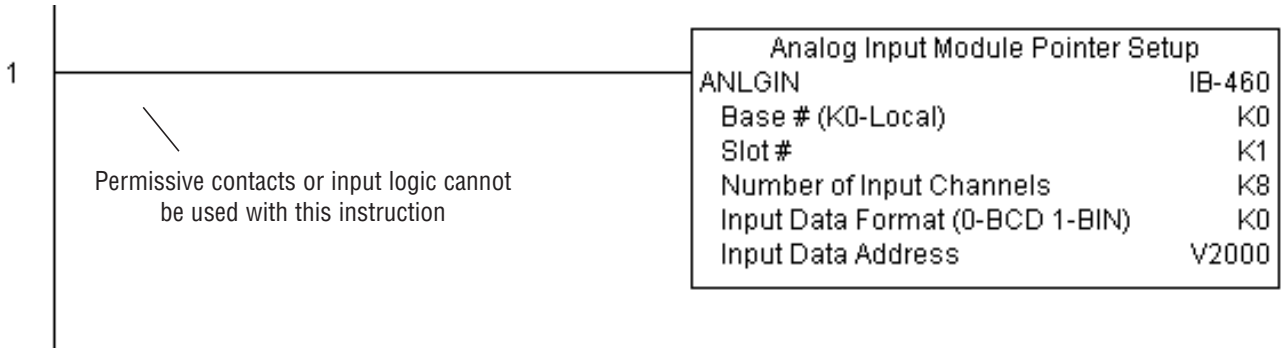 1
Analog Input Module Pointer Setup
ANLGIN IB-460
Base # (K0-Local) K0
Slot # K1
Number of Input Channels K8
Input Data Format (0-BCD 1-BIN) K0
Input Data Address V2000
Permissive contacts or input logic cannot
be used with this instruction